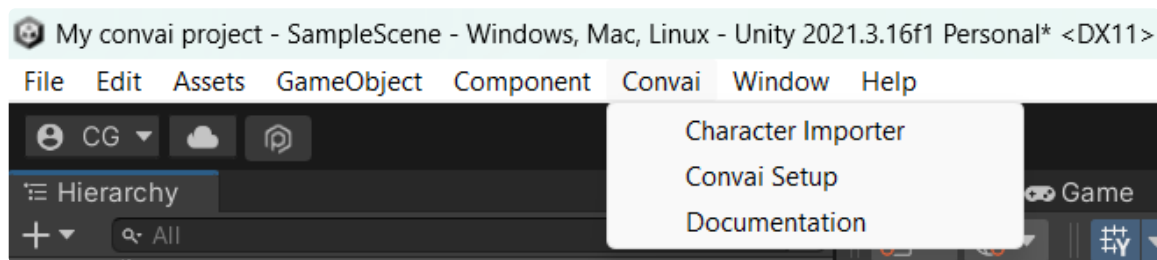 My convai project - SampleScene - Windows, Mac, Linux - Unity 2021.3.16f1 Personal* <DX11>
File Edit Assets GameObject Component Convai Window Help
Character Importer
CG
Convai Setup
Hierarchy
Game
Documentation
All